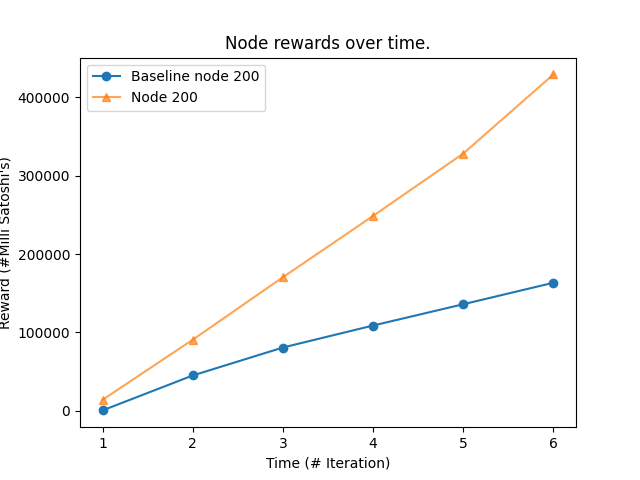 Node rewards over time.
Baseline node 200
Node 200
400000
300000
200000
100000
0
Reward (#Milli Satoshi's)
1 2 3 4 5 6
Time (# Iteration)